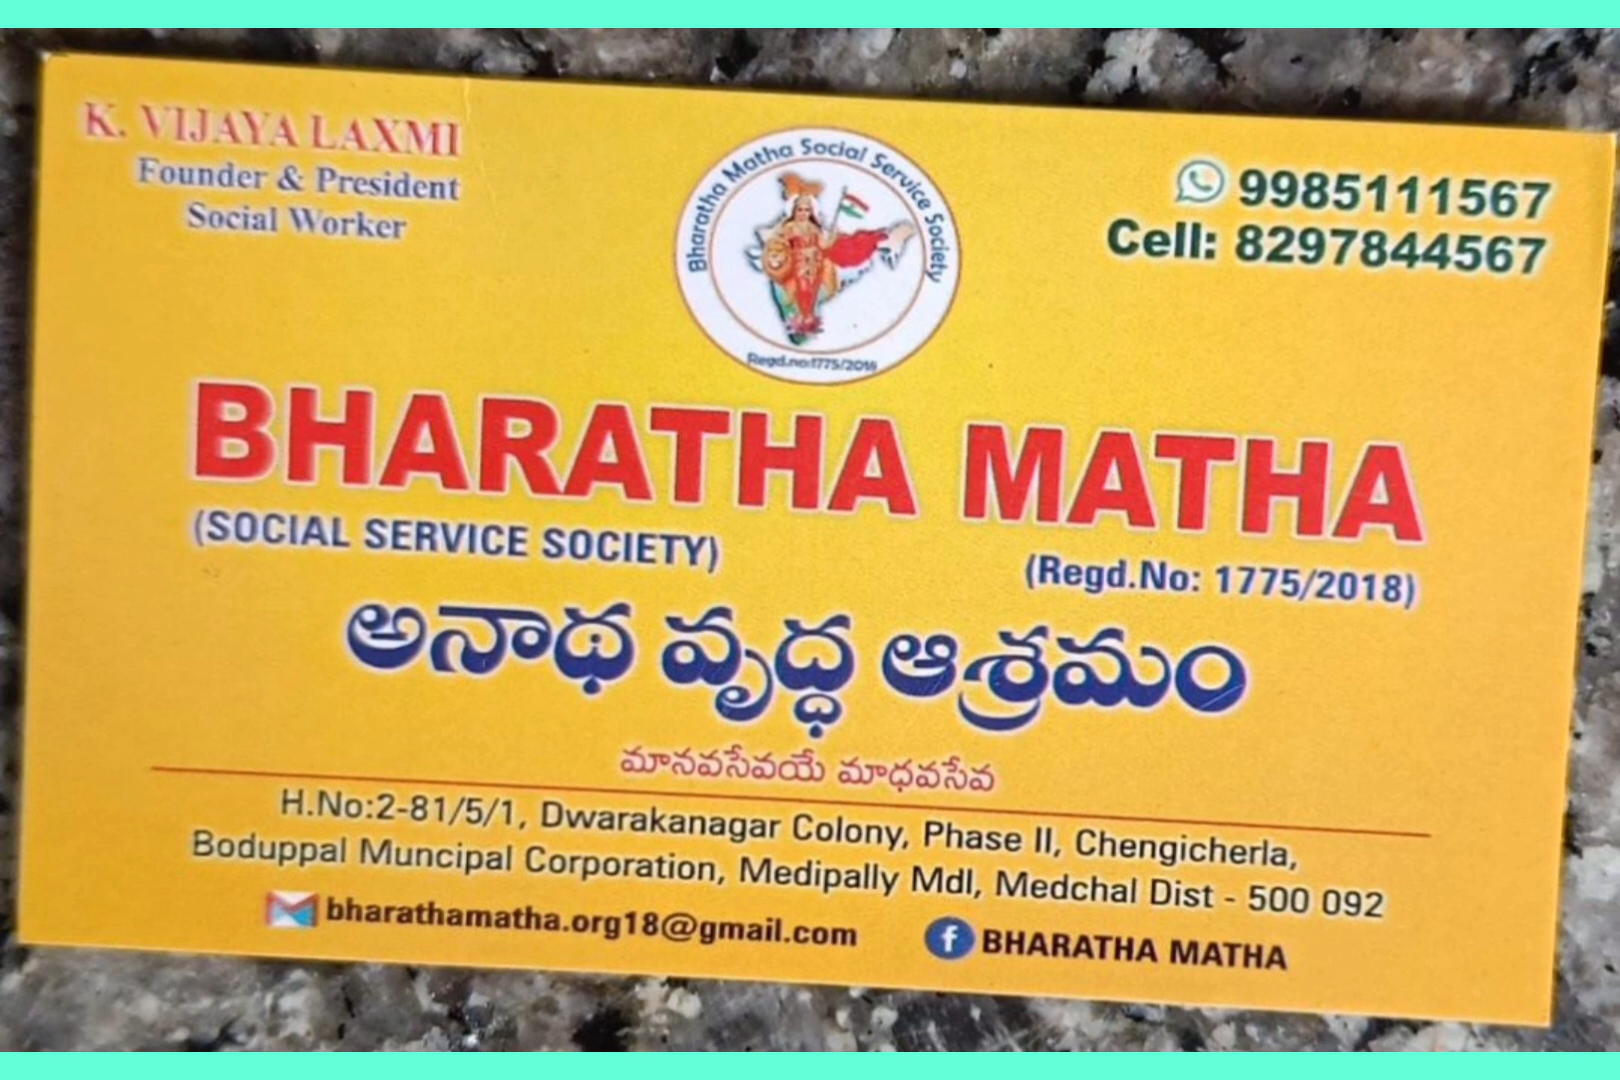 K. VIJAYA LAXMI
Founder & President
Social Worker
Bharatha Matha Social Service Society
Regd.no:1775/2018
9985111567
Cell: 8297844567
BHARATHA MATHA
(SOCIAL SERVICE SOCIETY)
(Regd.No: 1775/2018)
అనాథ వృద్ధ ఆశ్రమం
మానవసేవయే మాధవసేవ
H.No:2-81/5/1, Dwarakanagar Colony, Phase II, Chengicherla,
Boduppal Muncipal Corporation, Medipally Mdl, Medchal Dist - 500 092
bharathamatha.org18@gmail.com
f BHARATHA MATHA